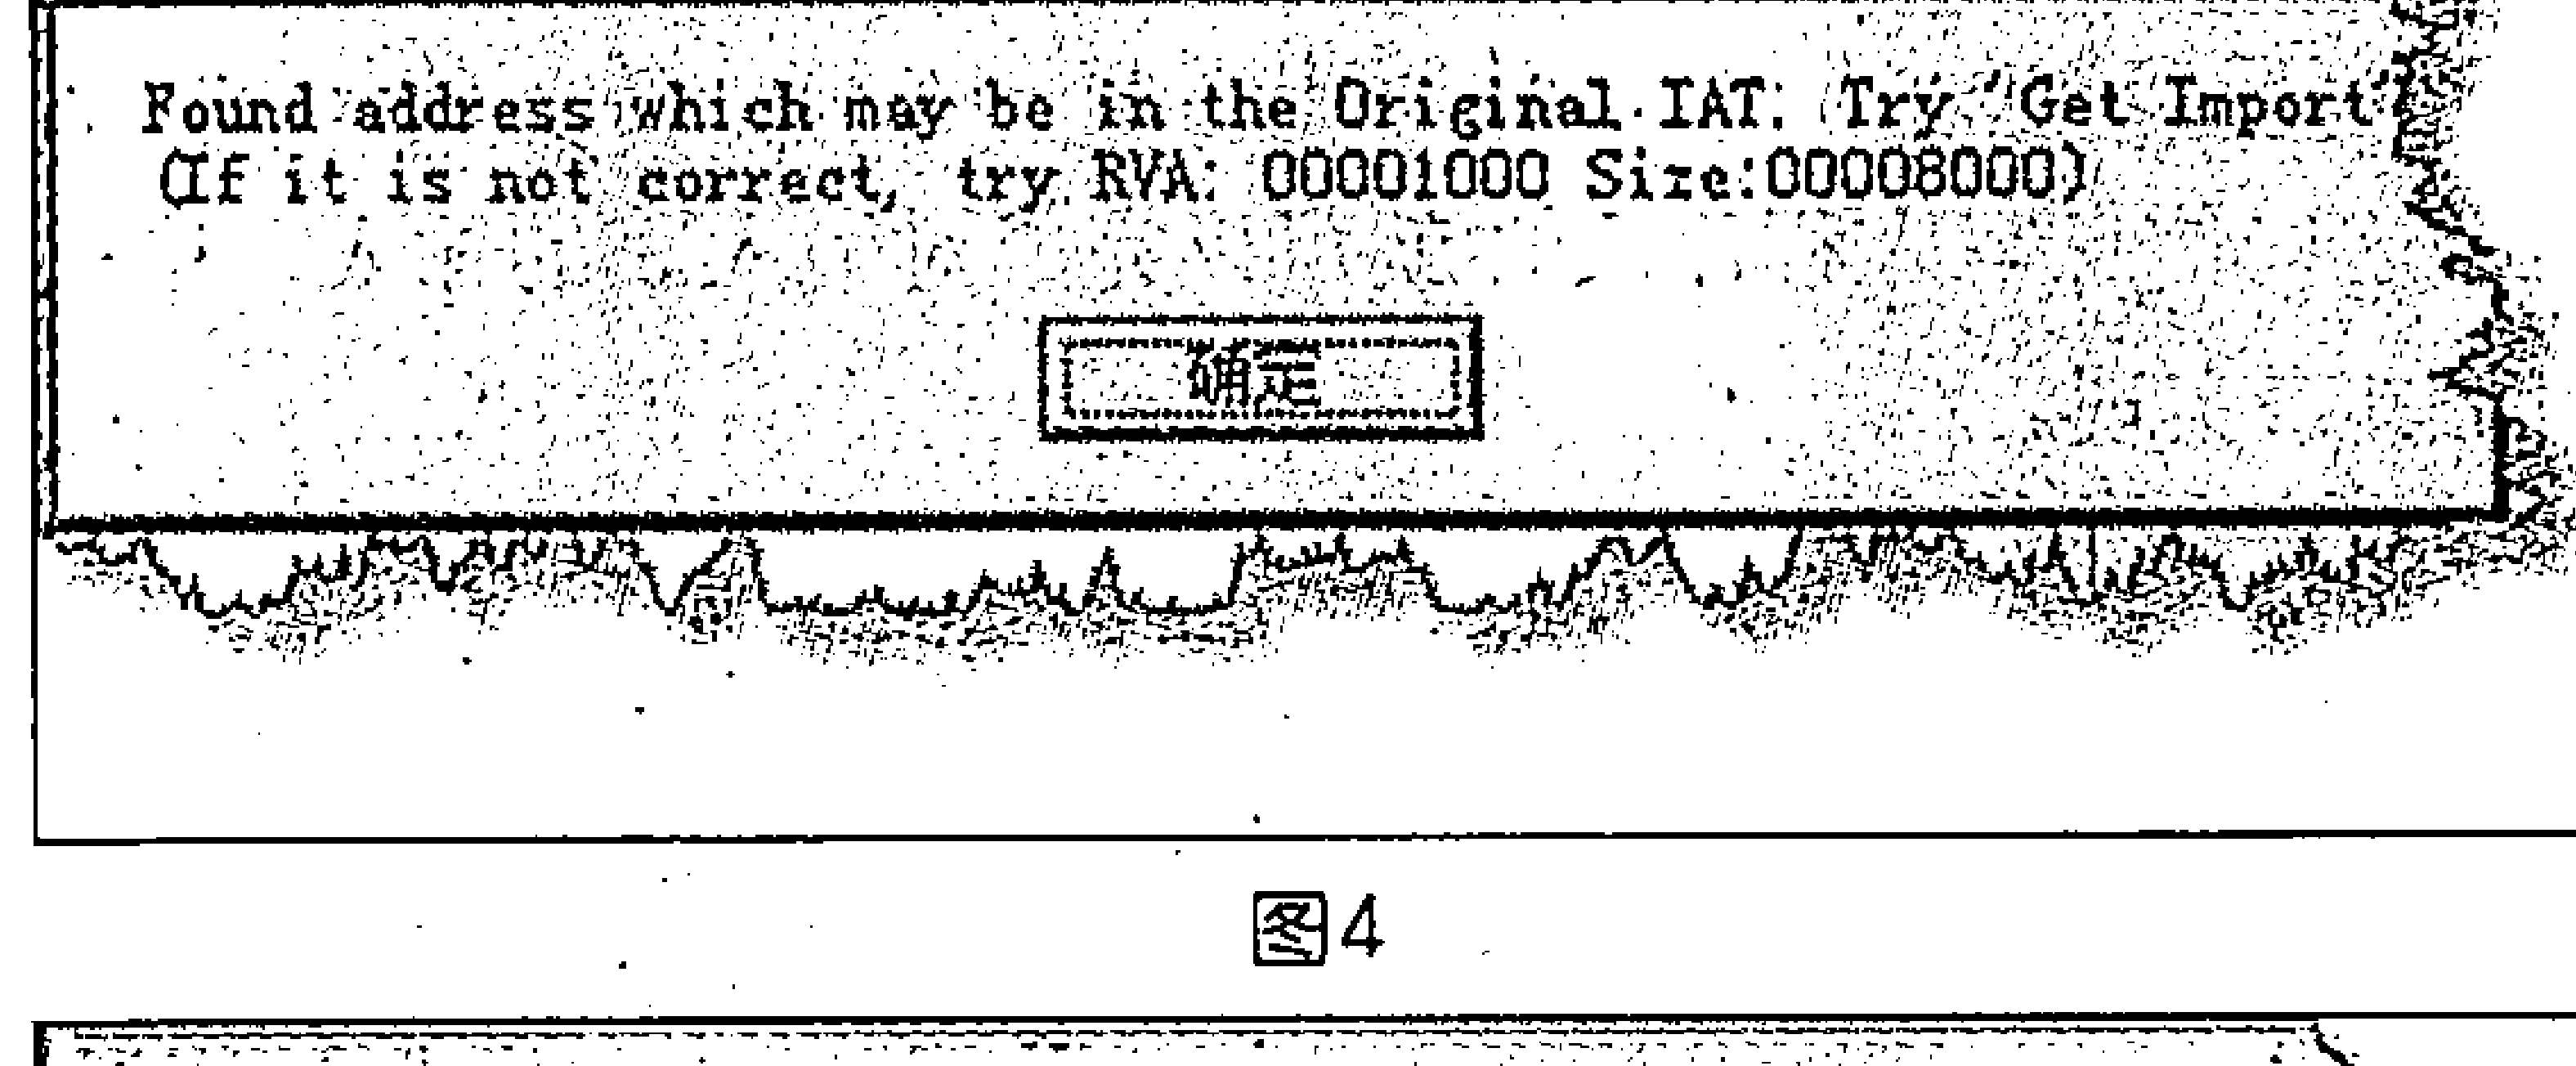 Found address which may be in the Original IAT. Try 'Get Import'
(If it is not correct, try RVA: 00001000 Size:00008000)
确定
图4